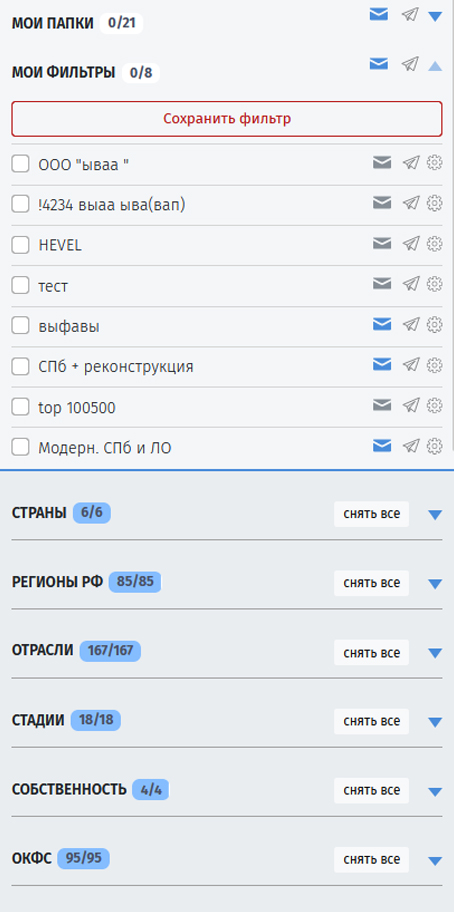 МОИ ПАПКИ 0/21
МОИ ФИЛЬТРЫ 0/8
Сохранить фильтр
ООО "ываа "
!4234 выаа ыва(вап)
HEVEL
тест
выфавы
СПб + реконструкция
top 100500
Модерн. СПб и ЛО
СТРАНЫ 6/6 снять все
РЕГИОНЫ РФ 85/85 снять все
ОТРАСЛИ 167/167 снять все
СТАДИИ 18/18 снять все
СОБСТВЕННОСТЬ 4/4 снять все
ОКФС 95/95 снять все